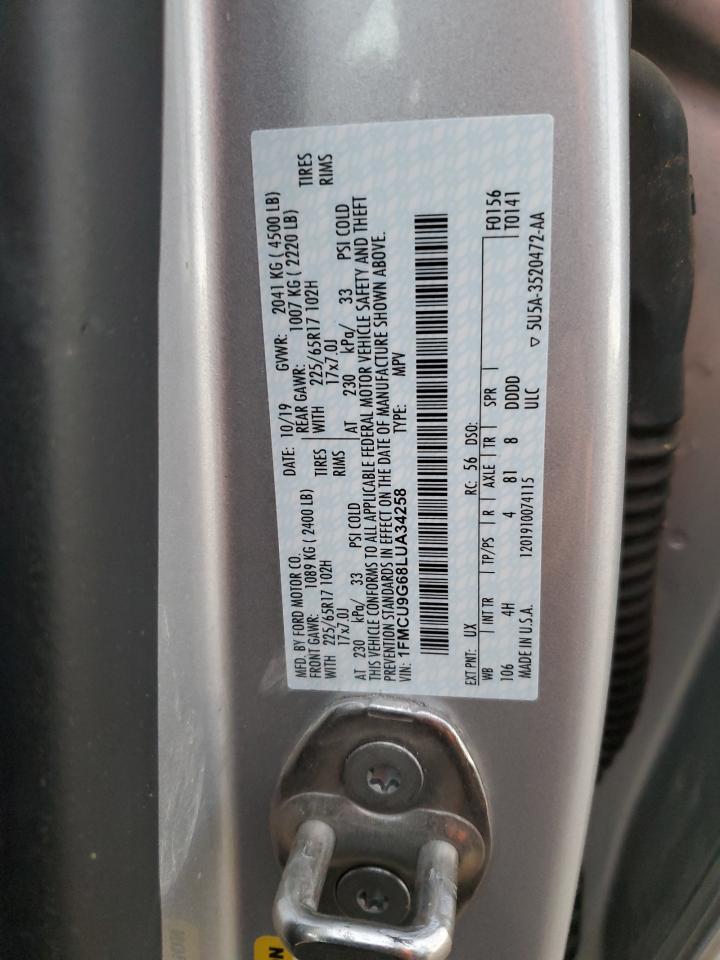 MFD. BY FORD MOTOR CO.
DATE: 10/19 GVWR: 2041 KG ( 4500 LB)
FRONT GAWR: 1089 KG ( 2400 LB)
REAR GAWR: 1007 KG ( 2220 LB)
WITH 225/65R17 102H TIRES
WITH 225/65R17 102H TIRES
17x7.0J RIMS
17x7.0J RIMS
AT 230 kPa/ 33 PSI COLD
AT 230 kPa/ 33 PSI COLD
THIS VEHICLE CONFORMS TO ALL APPLICABLE FEDERAL MOTOR VEHICLE SAFETY AND THEFT
PREVENTION STANDARDS IN EFFECT ON THE DATE OF MANUFACTURE SHOWN ABOVE.
VIN: 1FMCU9G68LUA34258
TYPE: MPV
EXT PNT: UX RC: 56 DSO:
WB INT TR TP/PS R AXLE TR SPR F0156
106 4H 4 81 8 DDDD T0141
MADE IN U.S.A. 1201910074115 ULC
▽ 5U5A-3520472-AA